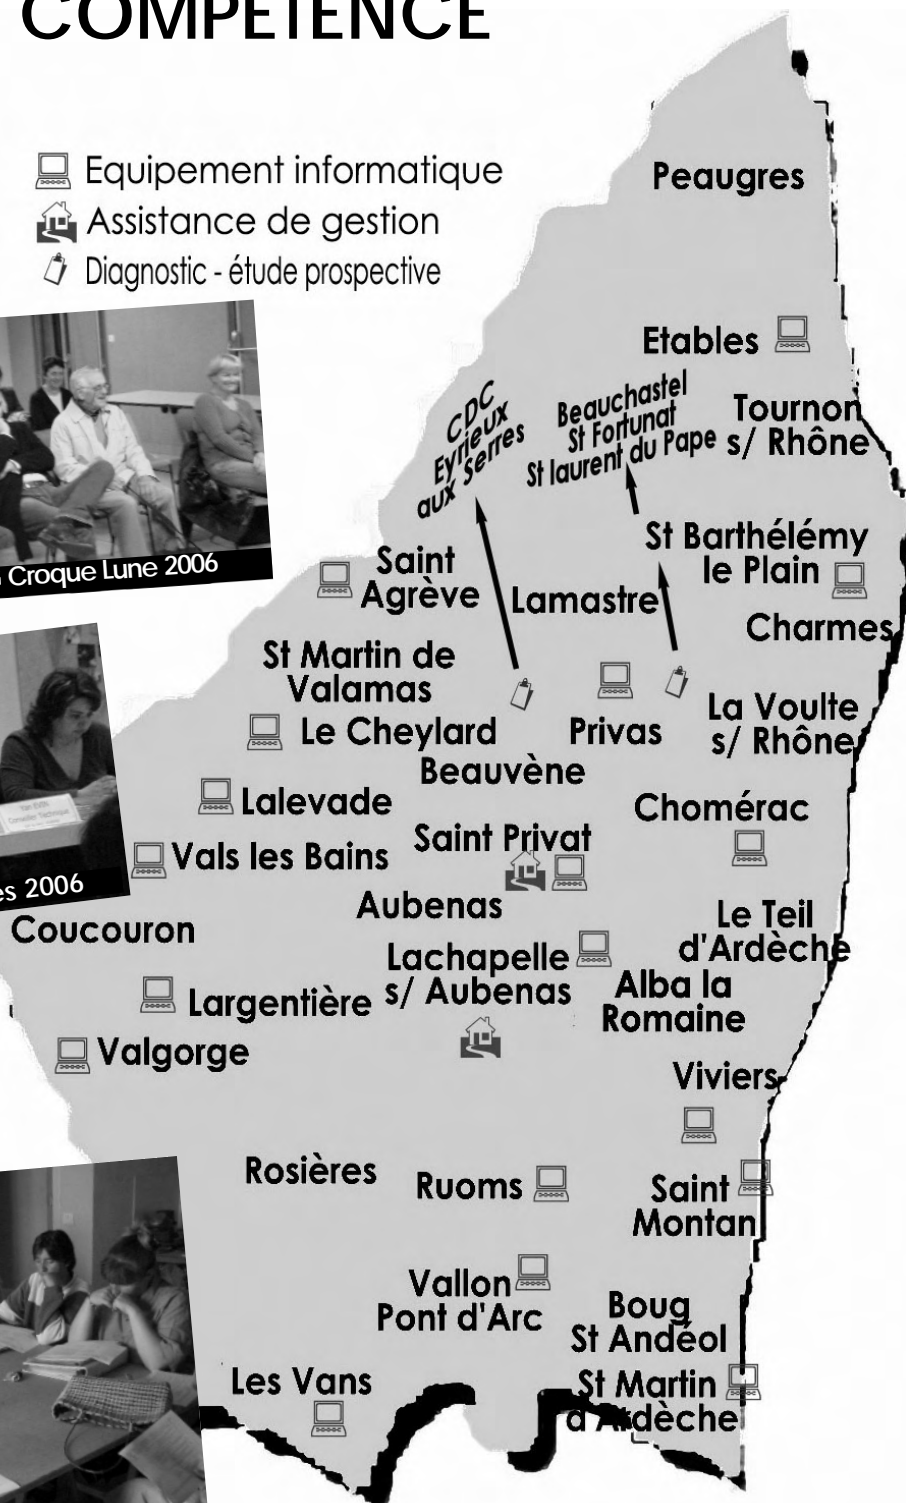 COMPETENCE
Equipement informatique
Assistance de gestion
Diagnostic - étude prospective
Peaugres
Etables
CDC
Eyrieux
aux Serres
Beauchastel
St Fortunat
St laurent du Pape
Tournon
s/ Rhône
Croque Lune 2006
St Barthélémy
le Plain
Saint
Agrève
Lamastre
Charmes
St Martin de
Valamas
La Voulte
s/ Rhône
Le Cheylard
Privas
Beauvène
Lalevade
Chomérac
Saint Privat
Vals les Bains
es 2006
Aubenas
Coucouron
Le Teil
d'Ardèche
Lachapelle
s/ Aubenas
Alba la
Romaine
Largentière
Valgorge
Viviers
Rosières
Ruoms
Saint
Montan
Vallon
Pont d'Arc
Boug
St Andéol
Les Vans
St Martin
d'Ardèche